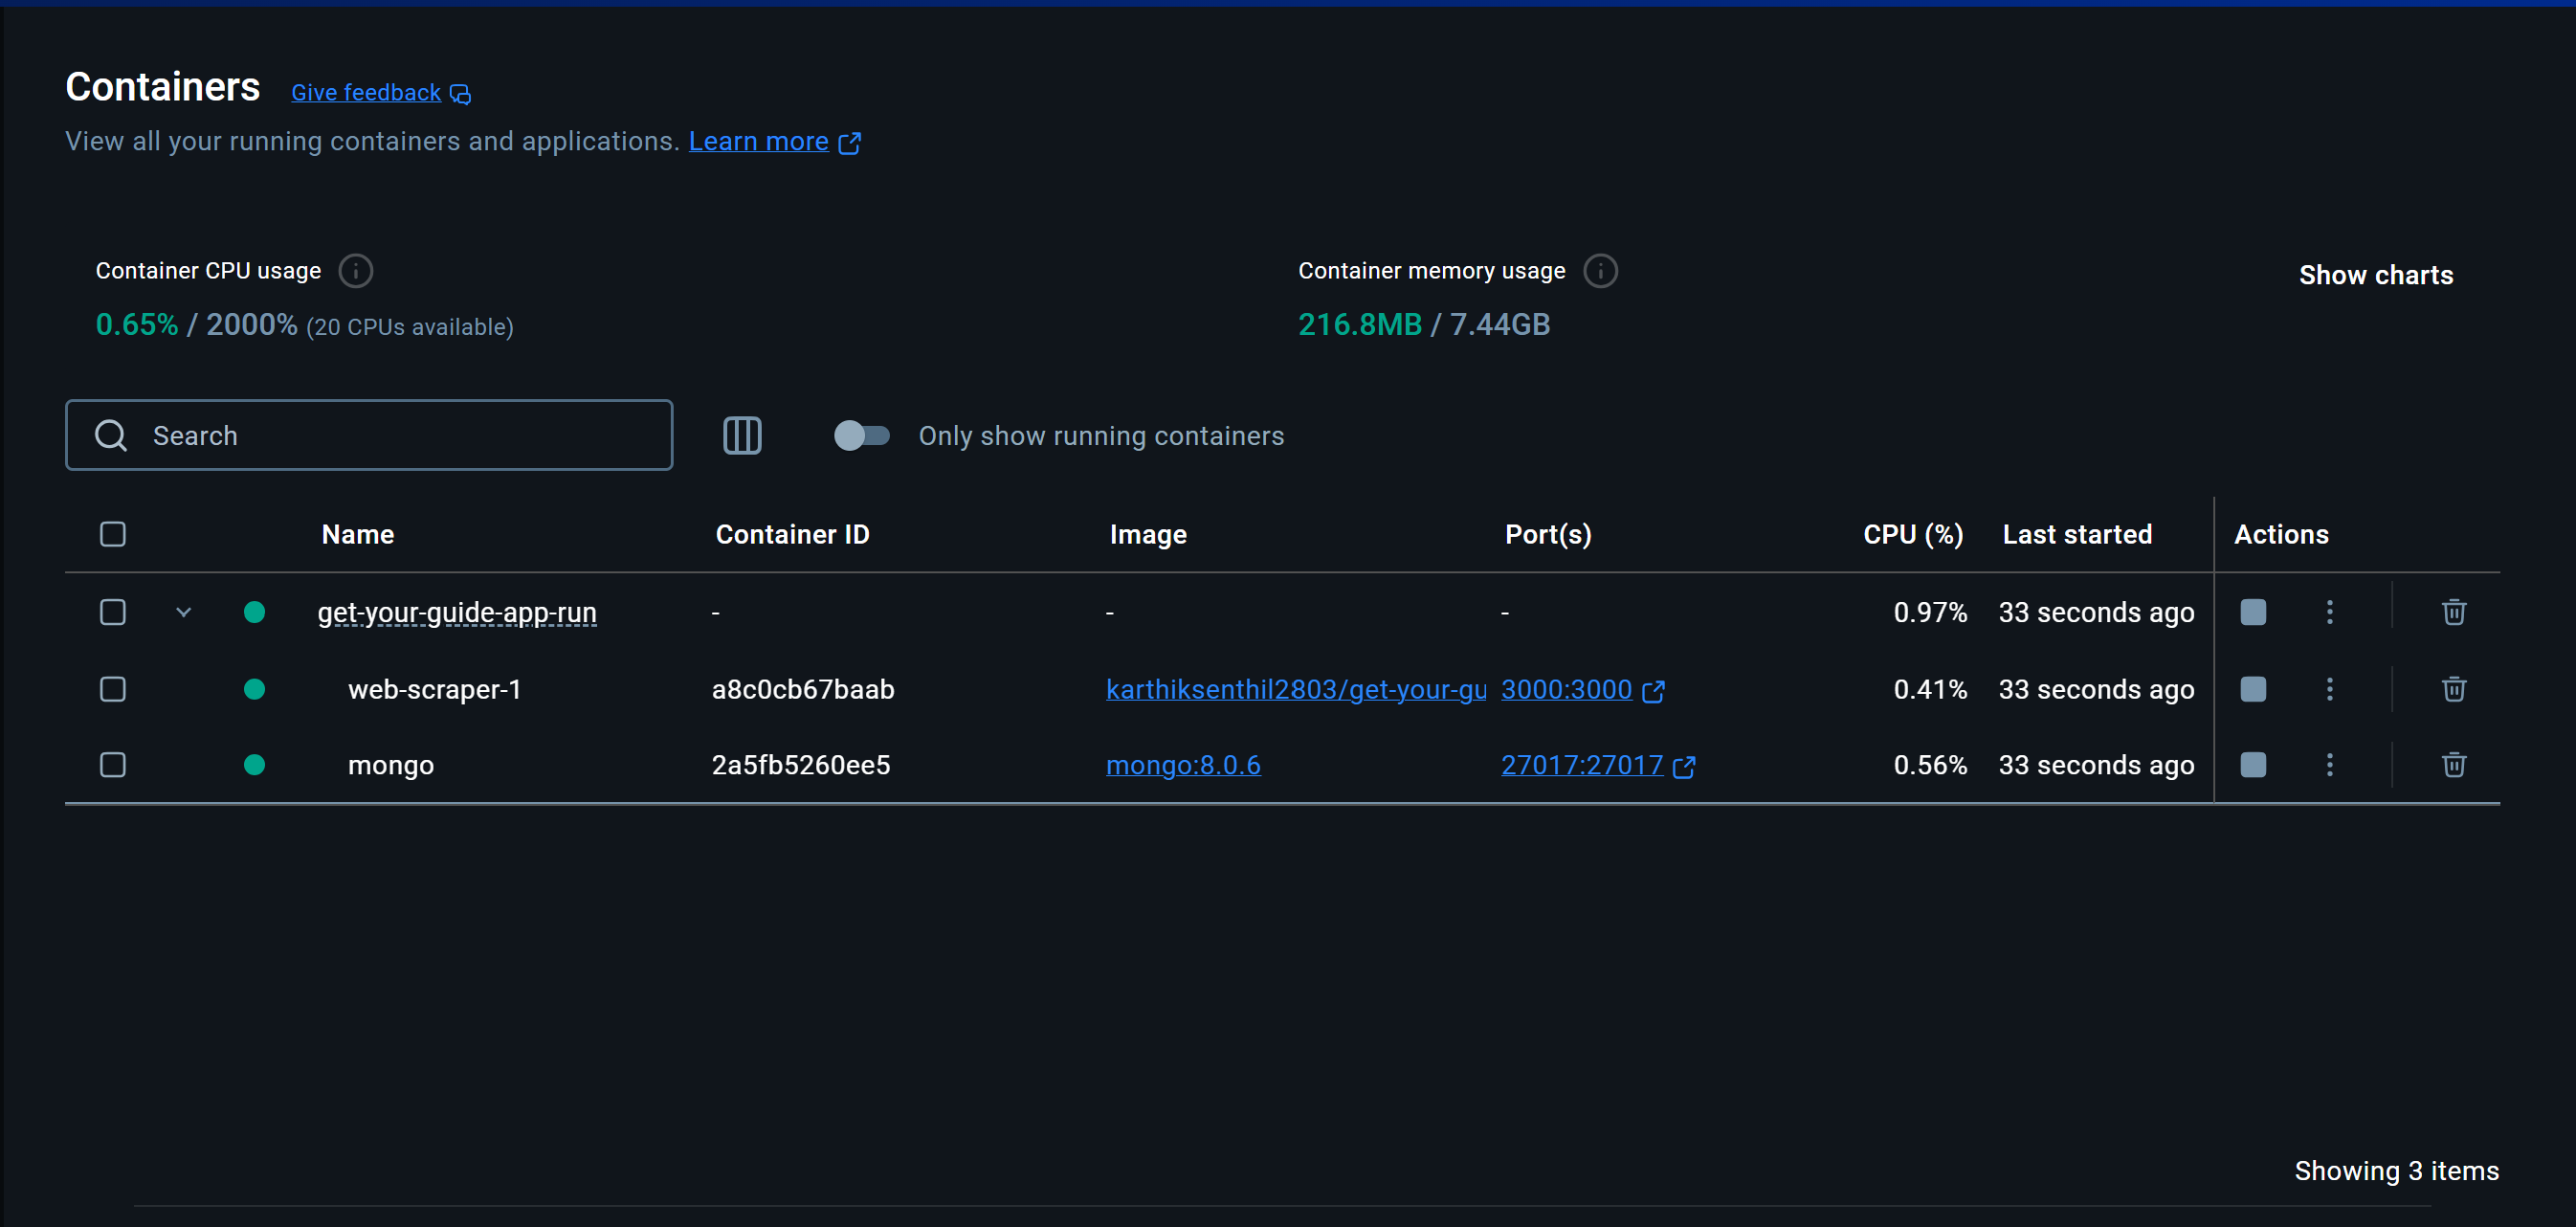 Containers Give feedback
View all your running containers and applications. Learn more
Container CPU usage Container memory usage Show charts
0.65% / 2000% (20 CPUs available) 216.8MB / 7.44GB
Search Only show running containers
Name Container ID Image Port(s) CPU (%) Last started Actions
get-your-guide-app-run - - - 0.97% 33 seconds ago
web-scraper-1 a8c0cb67baab karthiksenthil2803/get-your-gu 3000:3000 0.41% 33 seconds ago
mongo 2a5fb5260ee5 mongo:8.0.6 27017:27017 0.56% 33 seconds ago
Showing 3 items